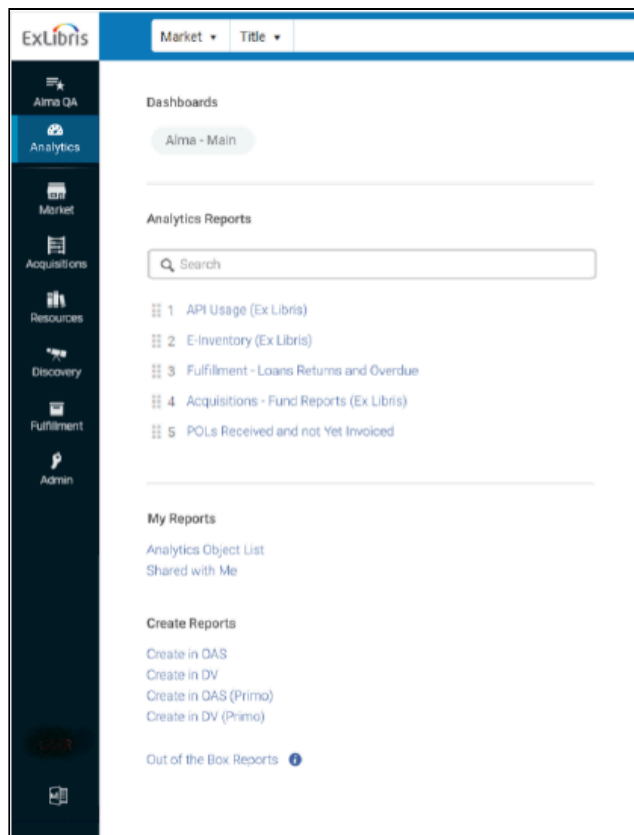 ExLibris
Market Title
Alma QA
Analytics
Market
Acquisitions
Resources
Discovery
Fulfillment
Admin
Dashboards
Alma - Main
Analytics Reports
Search
1 API Usage (Ex Libris)
2 E-Inventory (Ex Libris)
3 Fulfillment - Loans Returns and Overdue
4 Acquisitions - Fund Reports (Ex Libris)
5 POLs Received and not Yet Invoiced
My Reports
Analytics Object List
Shared with Me
Create Reports
Create in OAS
Create in DV
Create in OAS (Primo)
Create in DV (Primo)
Out of the Box Reports